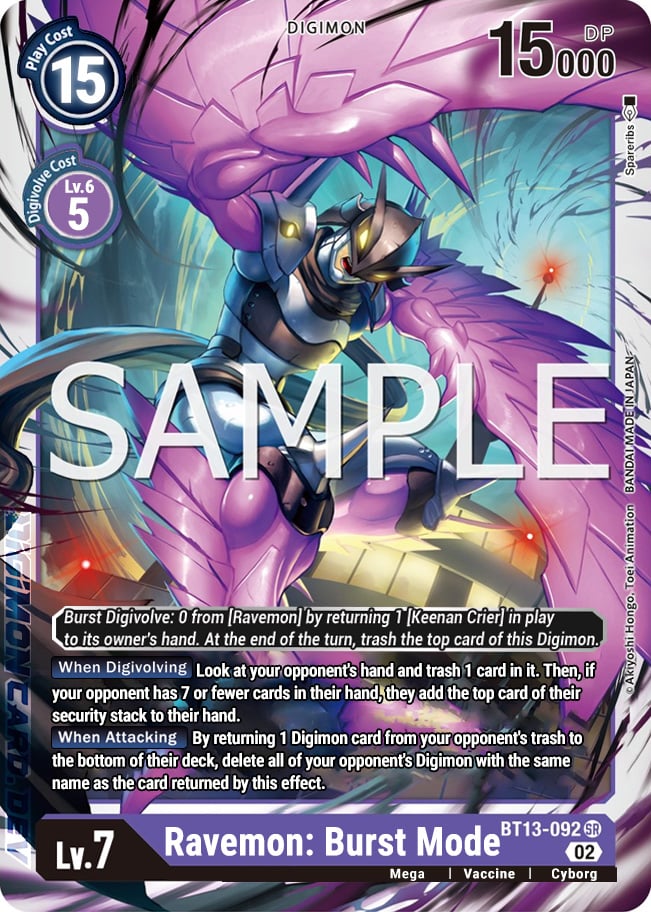 Play Cost
15
DIGIMON
DP
15000
Digivolve Cost
Lv.6
5
Spareribs
SAMPLE
©Akiyoshi Hongo, Toei Animation BANDAI MADE IN JAPAN
Burst Digivolve: 0 from [Ravemon] by returning 1 [Keenan Crier] in play
to its owner's hand. At the end of the turn, trash the top card of this Digimon.
When Digivolving Look at your opponent's hand and trash 1 card in it. Then, if
your opponent has 7 or fewer cards in their hand, they add the top card of their
security stack to their hand.
When Attacking By returning 1 Digimon card from your opponent's trash to
the bottom of their deck, delete all of your opponent's Digimon with the same
name as the card returned by this effect.
Lv.7
Ravemon: Burst Mode
BT13-092 SR
02
Mega | Vaccine | Cyborg